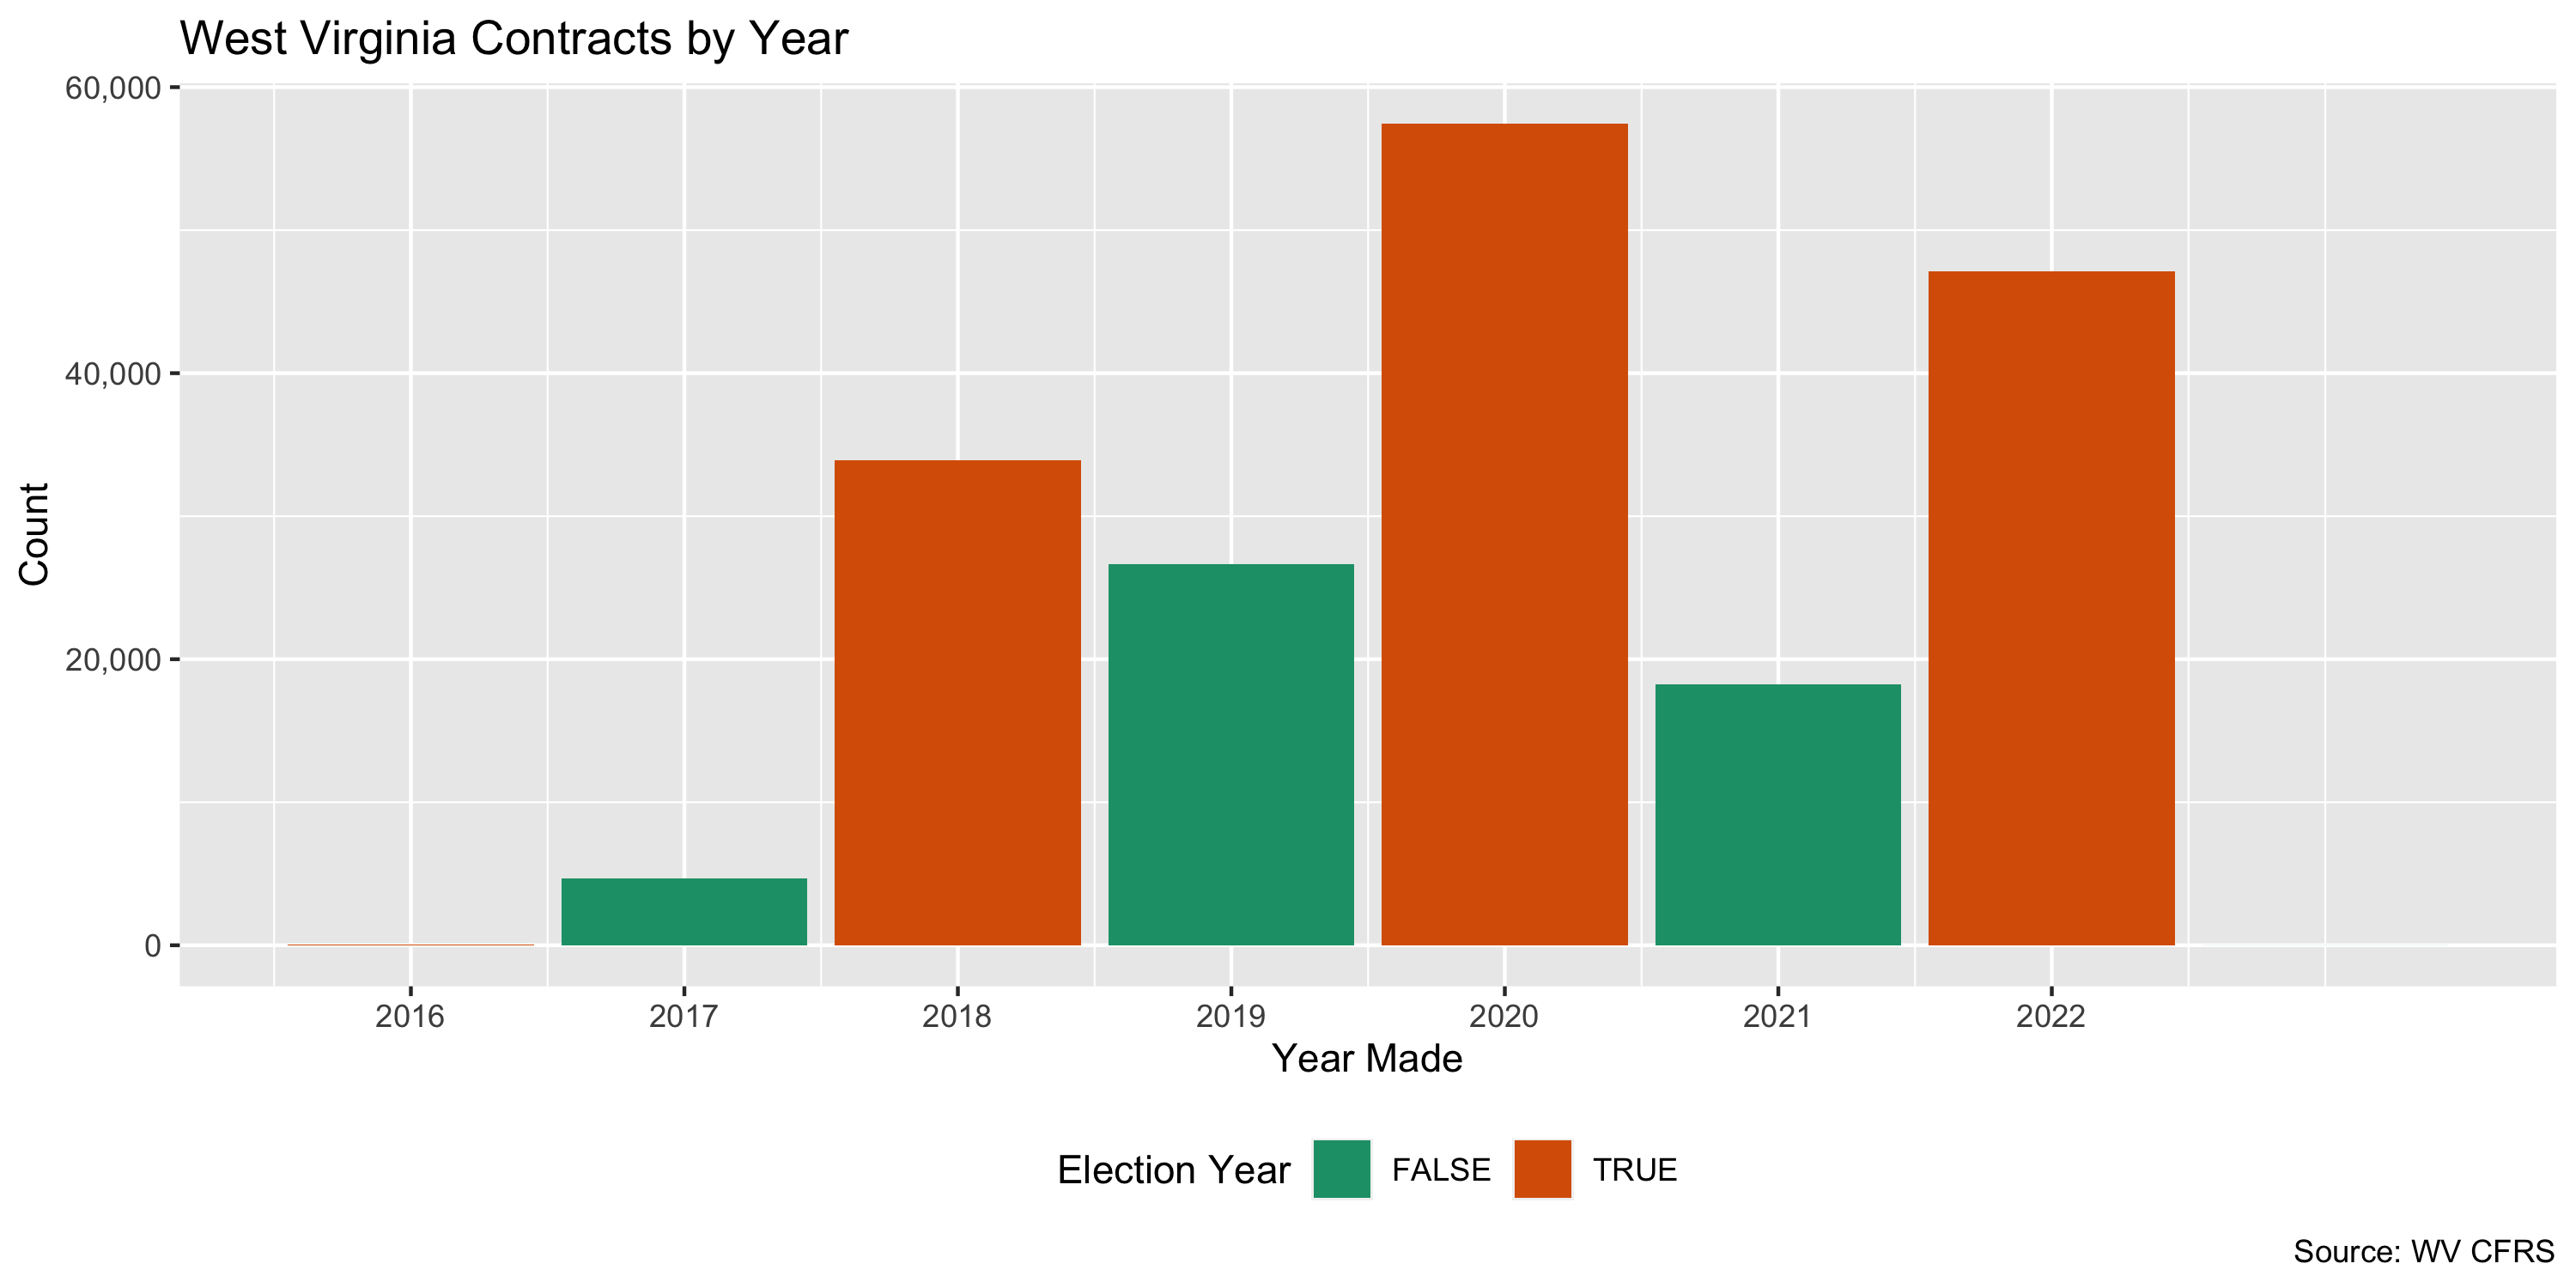 West Virginia Contracts by Year
60,000
40,000
20,000
0
Count
2016 2017 2018 2019 2020 2021 2022
Year Made
Election Year FALSE TRUE
Source: WV CFRS